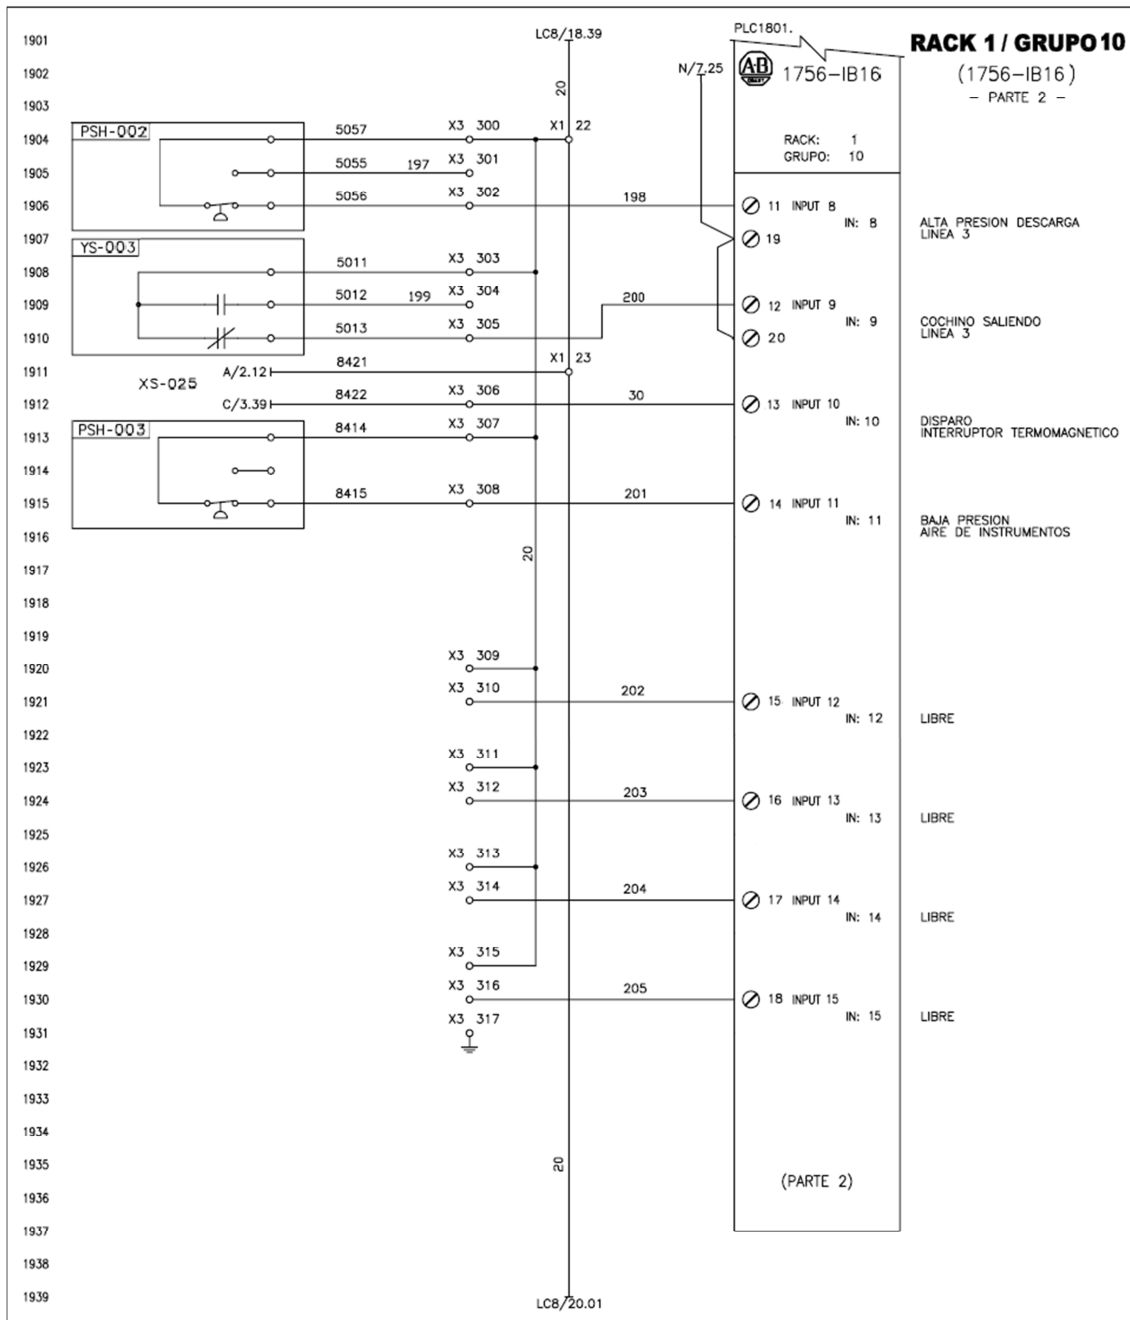 1901 LC8/18.39 PLC1801. RACK 1 / GRUPO 10
1902 N/7.25 A-B 1756-IB16 (1756-IB16)
20
1903 - PARTE 2 -
PSH-002
1904 5057 X3 300 X1 22 RACK: 1
GRUPO: 10
1905 5055 197 X3 301
1906 5056 X3 302 198 11 INPUT 8
IN: 8 ALTA PRESION DESCARGA
LINEA 3
1907 19
YS-003
1908 5011 X3 303
1909 5012 199 X3 304 200 12 INPUT 9
IN: 9 COCHINO SALIENDO
LINEA 3
1910 5013 X3 305 20
1911 XS-025 A/2.12 8421 X1 23
1912 C/3.39 8422 X3 306 30 13 INPUT 10
IN: 10 DISPARO
INTERRUPTOR TERMOMAGNETICO
PSH-003
1913 8414 X3 307
1914
1915 8415 X3 308 201 14 INPUT 11
IN: 11 BAJA PRESION
AIRE DE INSTRUMENTOS
1916
20
1917
1918
1919
1920 X3 309
1921 X3 310 202 15 INPUT 12
IN: 12 LIBRE
1922
1923 X3 311
1924 X3 312 203 16 INPUT 13
IN: 13 LIBRE
1925
1926 X3 313
1927 X3 314 204 17 INPUT 14
IN: 14 LIBRE
1928
1929 X3 315
1930 X3 316 205 18 INPUT 15
IN: 15 LIBRE
1931 X3 317
1932
1933
1934
1935 20
1936 (PARTE 2)
1937
1938
1939 LC8/20.01